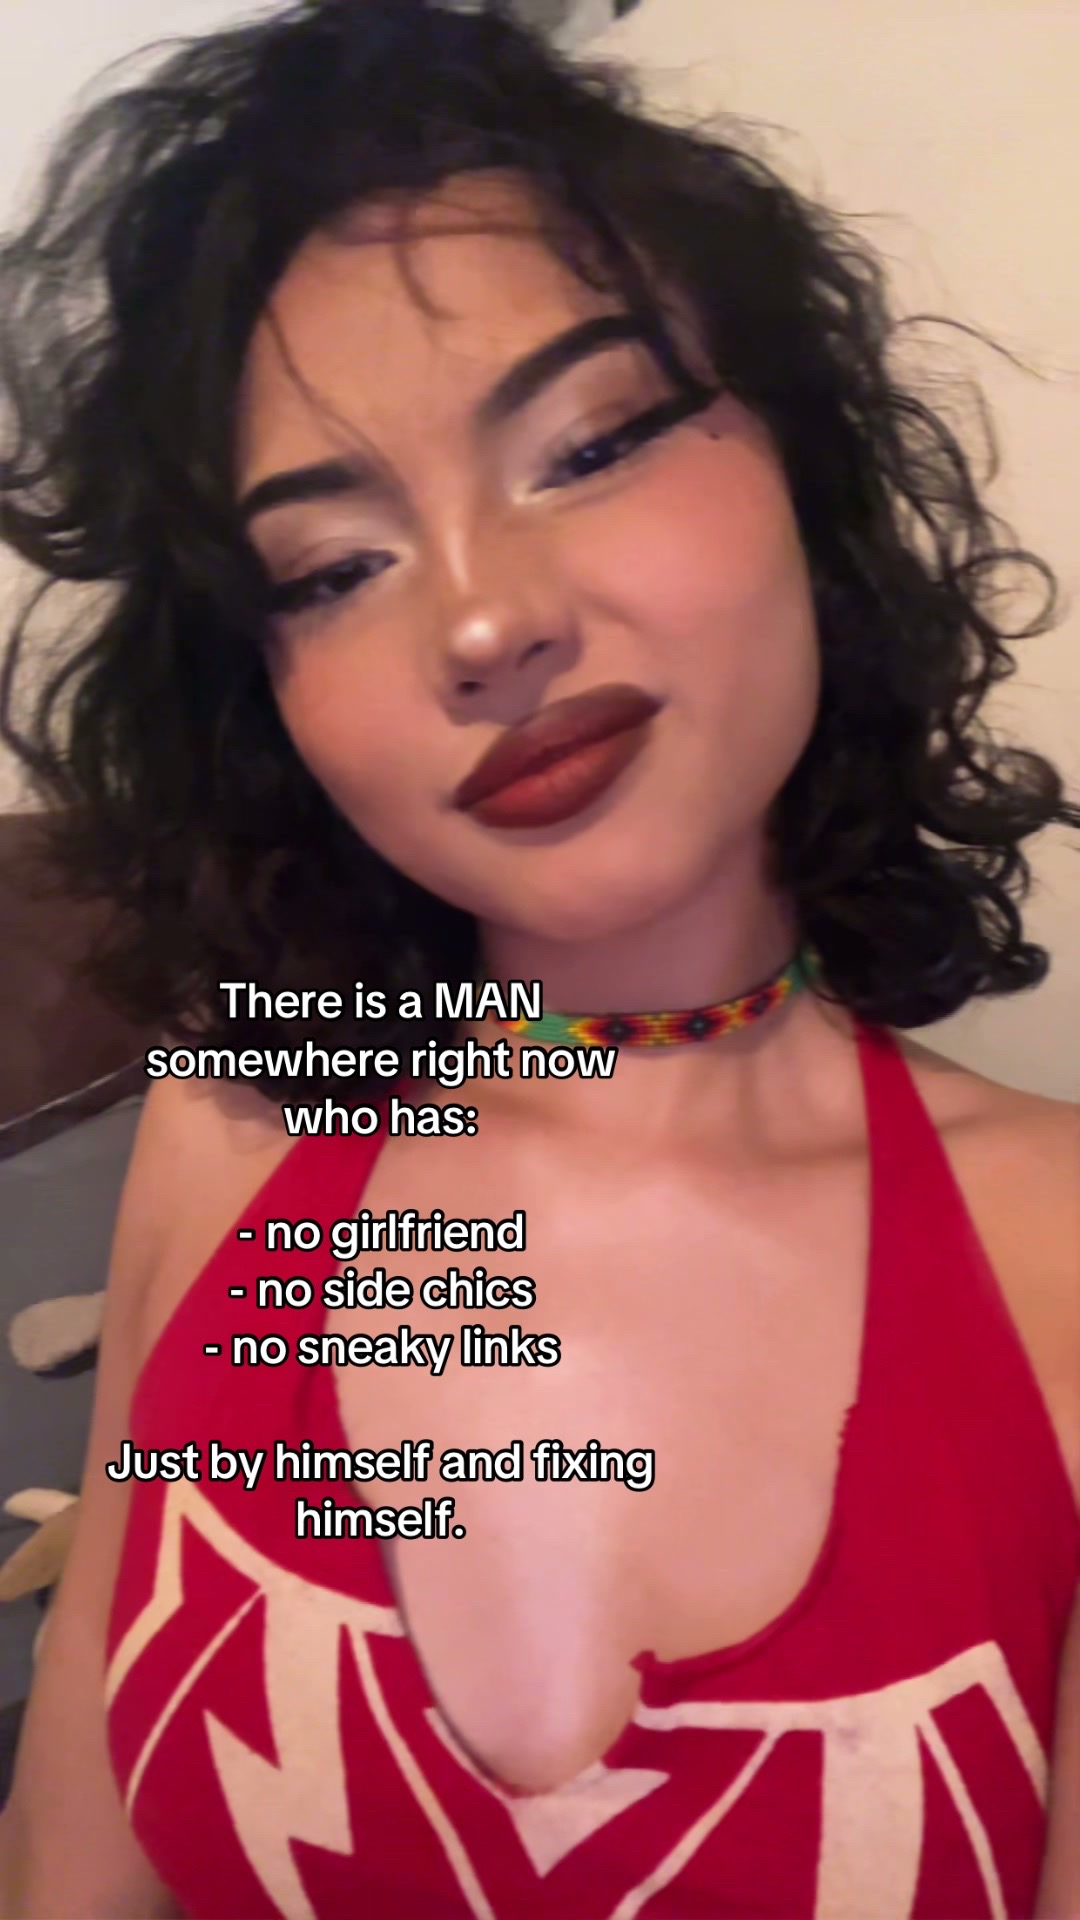 There is a MAN
somewhere right now
who has:
- no girlfriend
- no side chics
- no sneaky links
Just by himself and fixing
himself.